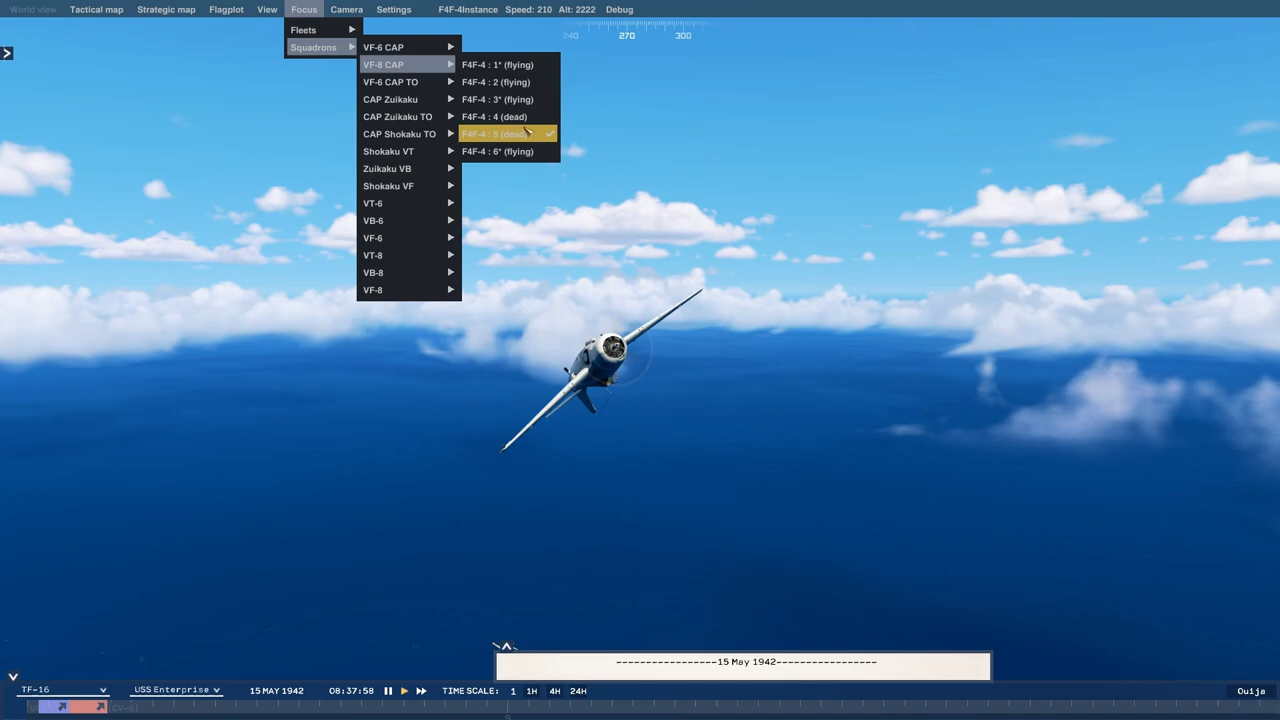 World view Tactical map Strategic map Flagplot View Focus Camera Settings F4F-4Instance Speed: 210 Alt: 2222 Debug
240 270 300
Fleets
Squadrons
VF-6 CAP
VF-8 CAP
VF-6 CAP TO
CAP Zuikaku
CAP Zuikaku TO
CAP Shokaku TO
Shokaku VT
Zuikaku VB
Shokaku VF
VT-6
VB-6
VF-6
VT-8
VB-8
VF-8
F4F-4 : 1* (flying)
F4F-4 : 2 (flying)
F4F-4 : 3* (flying)
F4F-4 : 4 (dead)
F4F-4 : 5 (dead)
F4F-4 : 6* (flying)
-----------------15 May 1942-----------------
TF-16 USS Enterprise 15 MAY 1942 08:37:58 TIME SCALE: 1 1H 4H 24H Ouija
(CV-6)
9